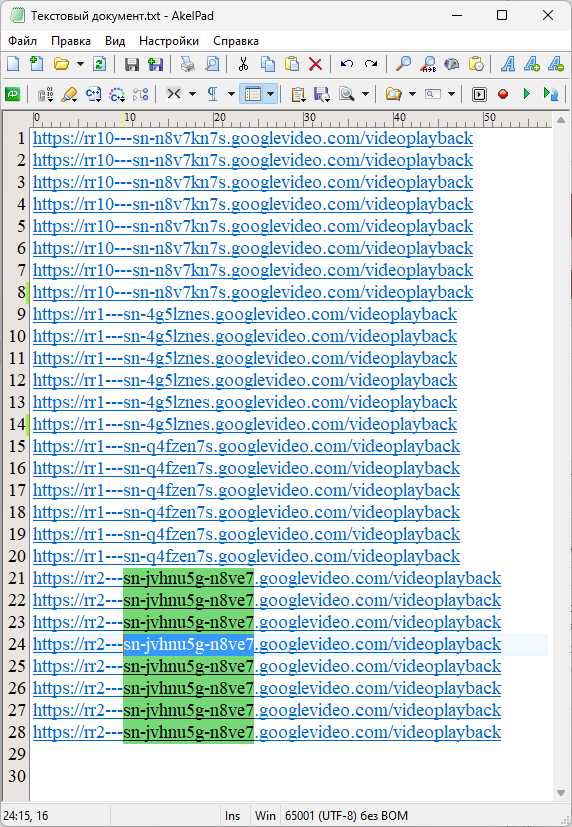 Текстовый документ.txt - AkelPad
Файл Правка Вид Настройки Справка
0 10 20 30 40 50
1 https://rr10---sn-n8v7kn7s.googlevideo.com/videoplayback
2 https://rr10---sn-n8v7kn7s.googlevideo.com/videoplayback
3 https://rr10---sn-n8v7kn7s.googlevideo.com/videoplayback
4 https://rr10---sn-n8v7kn7s.googlevideo.com/videoplayback
5 https://rr10---sn-n8v7kn7s.googlevideo.com/videoplayback
6 https://rr10---sn-n8v7kn7s.googlevideo.com/videoplayback
7 https://rr10---sn-n8v7kn7s.googlevideo.com/videoplayback
8 https://rr10---sn-n8v7kn7s.googlevideo.com/videoplayback
9 https://rr1---sn-4g5lznes.googlevideo.com/videoplayback
10 https://rr1---sn-4g5lznes.googlevideo.com/videoplayback
11 https://rr1---sn-4g5lznes.googlevideo.com/videoplayback
12 https://rr1---sn-4g5lznes.googlevideo.com/videoplayback
13 https://rr1---sn-4g5lznes.googlevideo.com/videoplayback
14 https://rr1---sn-4g5lznes.googlevideo.com/videoplayback
15 https://rr1---sn-q4fzen7s.googlevideo.com/videoplayback
16 https://rr1---sn-q4fzen7s.googlevideo.com/videoplayback
17 https://rr1---sn-q4fzen7s.googlevideo.com/videoplayback
18 https://rr1---sn-q4fzen7s.googlevideo.com/videoplayback
19 https://rr1---sn-q4fzen7s.googlevideo.com/videoplayback
20 https://rr1---sn-q4fzen7s.googlevideo.com/videoplayback
21 https://rr2---sn-jvhnu5g-n8ve7.googlevideo.com/videoplayback
22 https://rr2---sn-jvhnu5g-n8ve7.googlevideo.com/videoplayback
23 https://rr2---sn-jvhnu5g-n8ve7.googlevideo.com/videoplayback
24 https://rr2---sn-jvhnu5g-n8ve7.googlevideo.com/videoplayback
25 https://rr2---sn-jvhnu5g-n8ve7.googlevideo.com/videoplayback
26 https://rr2---sn-jvhnu5g-n8ve7.googlevideo.com/videoplayback
27 https://rr2---sn-jvhnu5g-n8ve7.googlevideo.com/videoplayback
28 https://rr2---sn-jvhnu5g-n8ve7.googlevideo.com/videoplayback
29
30
24:15, 16 Ins Win 65001 (UTF-8) без BOM